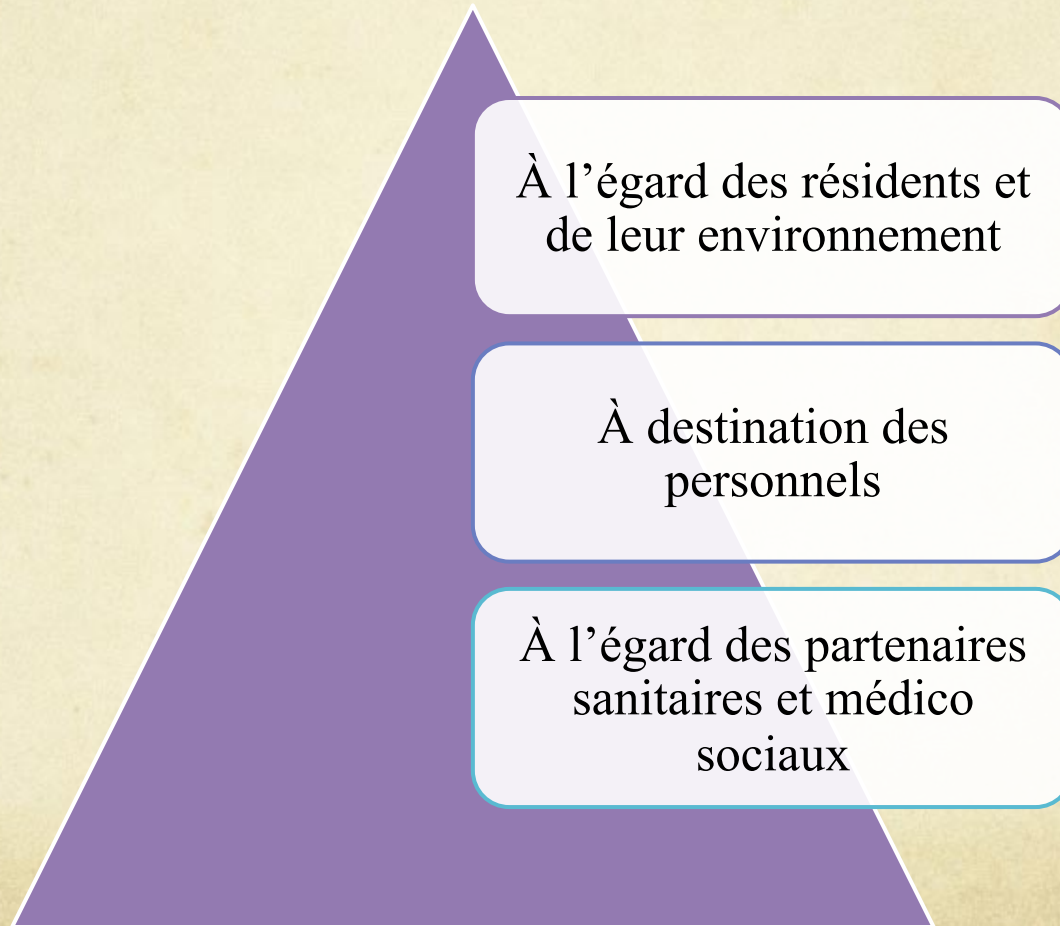 À l’égard des résidents et
de leur environnement
À destination des
personnels
À l’égard des partenaires
sanitaires et médico
sociaux